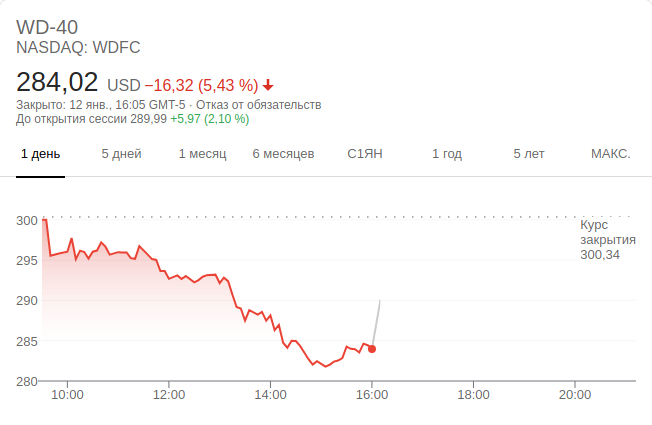 WD-40
NASDAQ: WDFC
284,02 USD −16,32 (5,43 %)
Закрыто: 12 янв., 16:05 GMT-5 · Отказ от обязательств
До открытия сессии 289,99 +5,97 (2,10 %)
1 день 5 дней 1 месяц 6 месяцев С1ЯН 1 год 5 лет МАКС.
300
295
290
285
280
Курс
закрытия
300,34
10:00 12:00 14:00 16:00 18:00 20:00